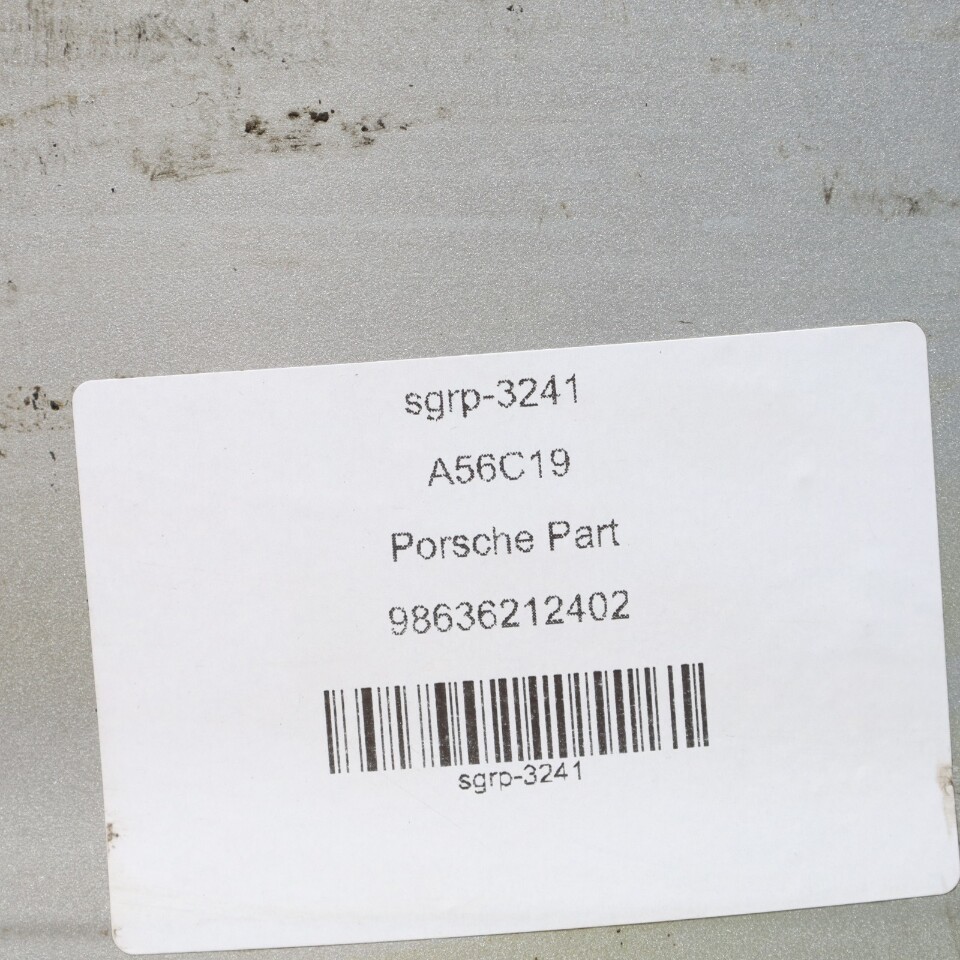 sgrp-3241
A56C19
Porsche Part
98636212402
sgrp-3241